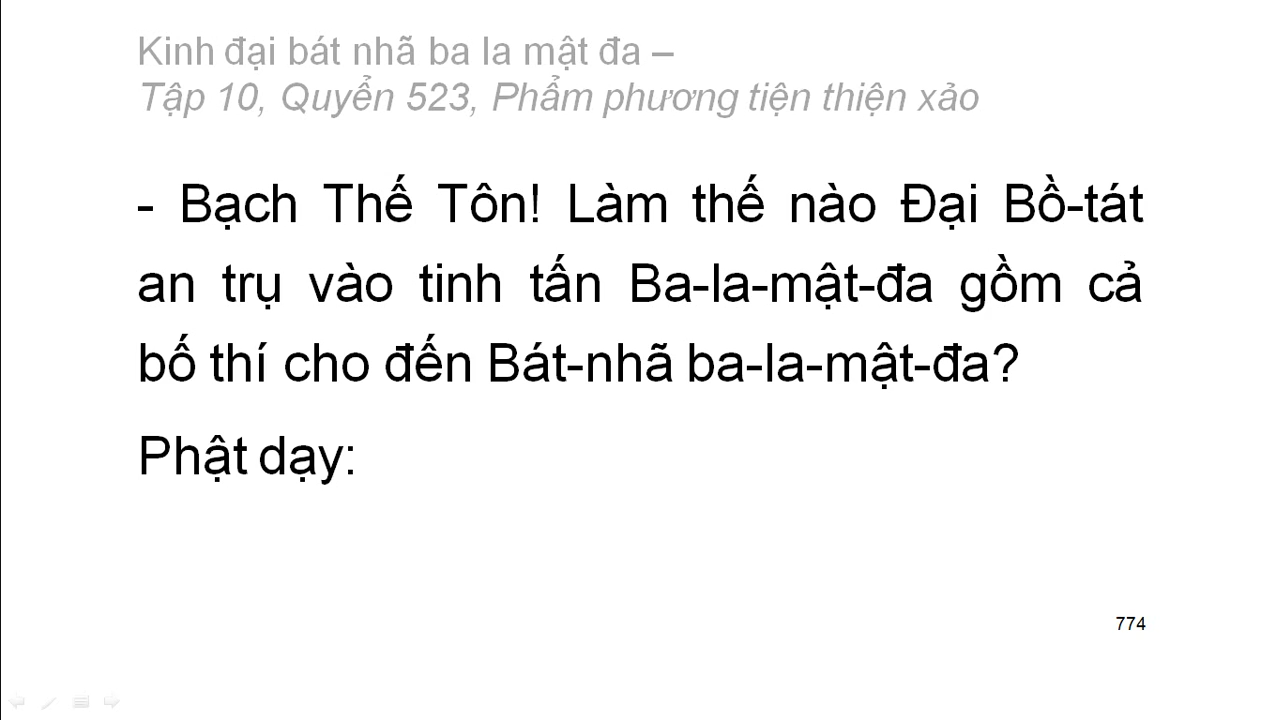 Kinh đại bát nhã ba la mật đa –
Tập 10, Quyển 523, Phẩm phương tiện thiện xảo
- Bạch Thế Tôn! Làm thế nào Đại Bồ-tát
an trụ vào tinh tấn Ba-la-mật-đa gồm cả
bố thí cho đến Bát-nhã ba-la-mật-đa?
Phật dạy:
774